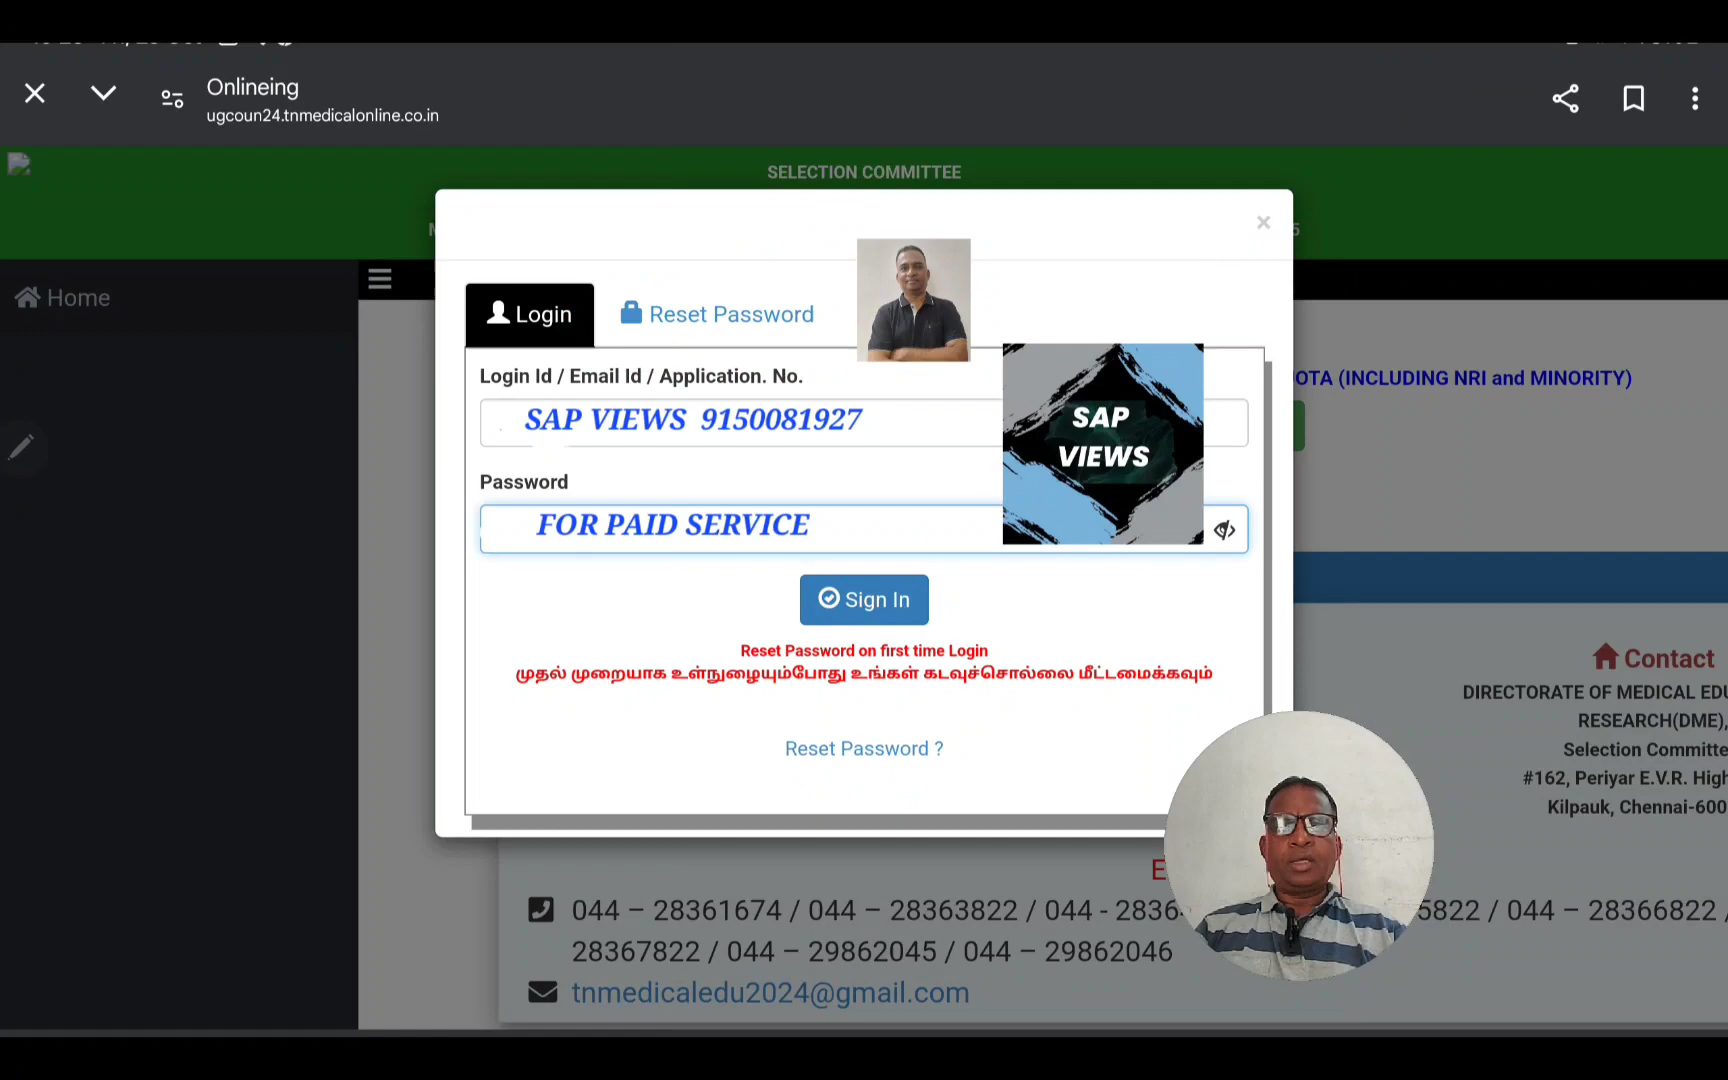 Onlineing
ugcoun24.tnmedicalonline.co.in
SELECTION COMMITTEE
Home
Login
Reset Password
Login Id / Email Id / Application. No.
SAP VIEWS 9150081927
SAP
VIEWS
Password
FOR PAID SERVICE
Sign In
Reset Password on first time Login
முதல் முறையாக உள்நுழையும்போது உங்கள் கடவுச்சொல்லை மீட்டமைக்கவும்
Reset Password ?
OTA (INCLUDING NRI and MINORITY)
Contact
DIRECTORATE OF MEDICAL EDU
RESEARCH(DME),
Selection Committe
#162, Periyar E.V.R. High
Kilpauk, Chennai-600
044 – 28361674 / 044 – 28363822 / 044 - 2836 5822 / 044 – 28366822 /
28367822 / 044 – 29862045 / 044 – 29862046
tnmedicaledu2024@gmail.com